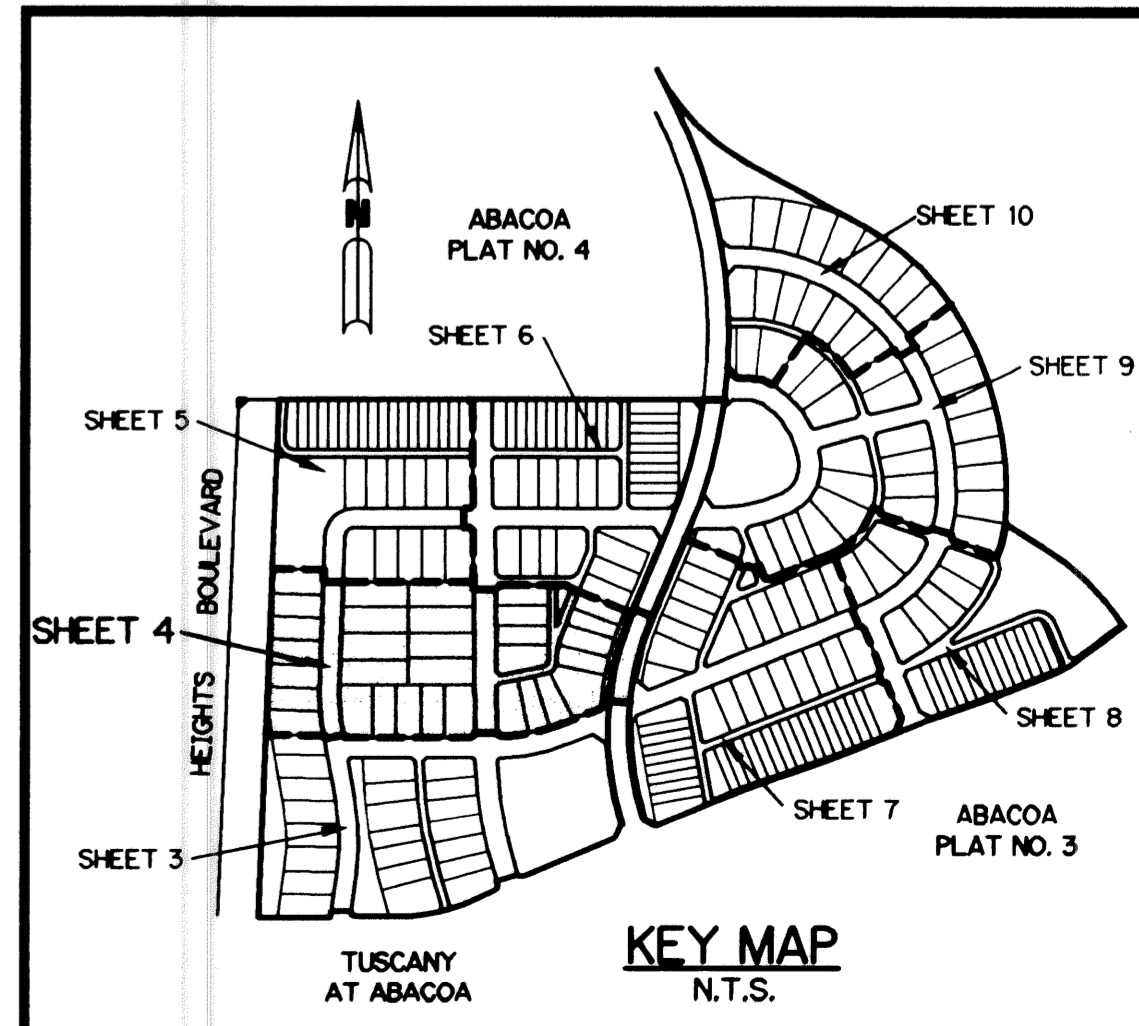 SHEET 10
N
ABACOA
PLAT NO. 4
SHEET 6
SHEET 9
SHEET 5
HEIGHTS BOULEVARD
SHEET 4
SHEET 8
SHEET 7
ABACOA
PLAT NO. 3
SHEET 3
KEY MAP
N.T.S.
TUSCANY
AT ABACOA